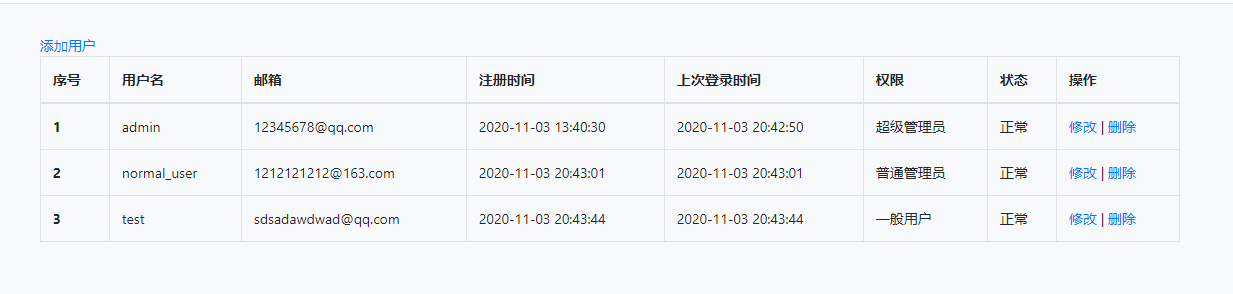 添加用户
序号 用户名 邮箱 注册时间 上次登录时间 权限 状态 操作
1 admin 12345678@qq.com 2020-11-03 13:40:30 2020-11-03 20:42:50 超级管理员 正常 修改 | 删除
2 normal_user 1212121212@163.com 2020-11-03 20:43:01 2020-11-03 20:43:01 普通管理员 正常 修改 | 删除
3 test sdsadawdwad@qq.com 2020-11-03 20:43:44 2020-11-03 20:43:44 一般用户 正常 修改 | 删除